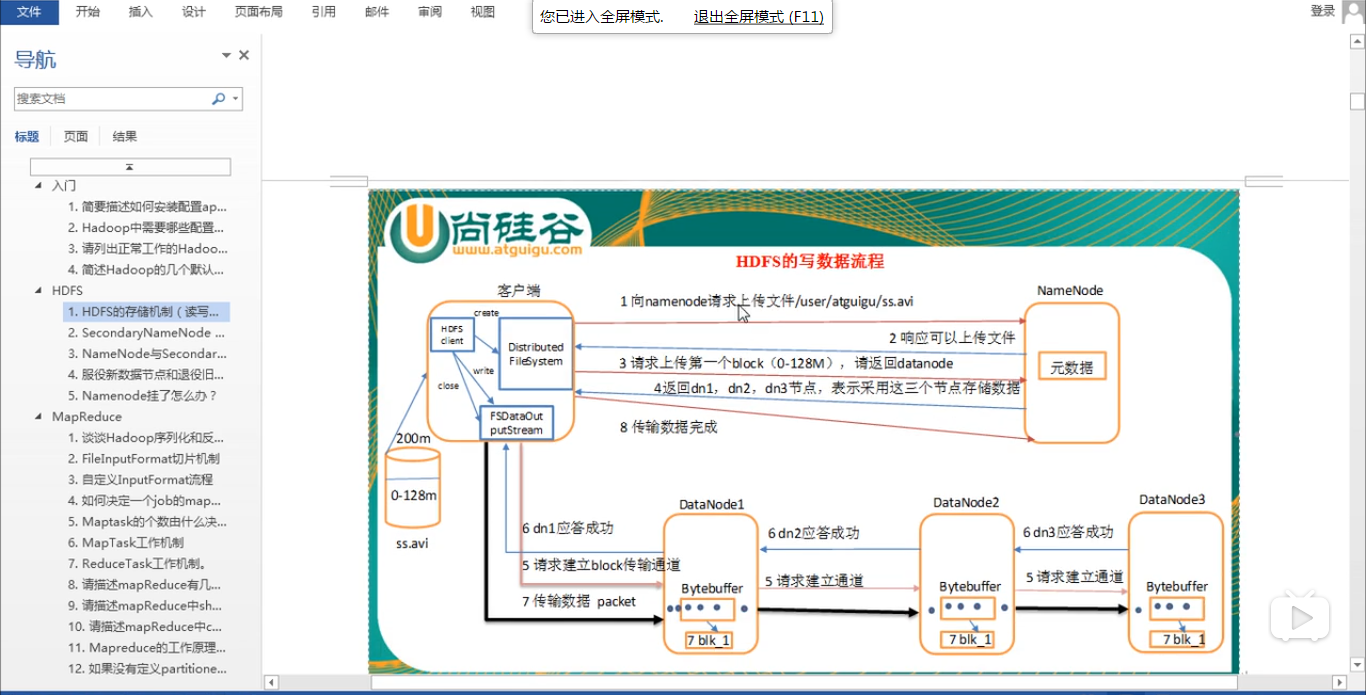 文件 开始 插入 设计 页面布局 引用 邮件 审阅 视图 登录
您已进入全屏模式. 退出全屏模式 (F11)
导航
搜索文档
标题 页面 结果
入门
1. 简要描述如何安装配置ap...
2. Hadoop中需要哪些配置...
3. 请列出正常工作的Hadoo...
4. 简述Hadoop的几个默认...
HDFS
1. HDFS的存储机制（读写...
2. SecondaryNameNode ...
3. NameNode与Secondar...
4. 服役新数据节点和退役旧...
5. Namenode挂了怎么办？
MapReduce
1. 谈谈Hadoop序列化和反...
2. FileInputFormat切片机制
3. 自定义InputFormat流程
4. 如何决定一个job的map...
5. Maptask的个数由什么决...
6. MapTask工作机制
7. ReduceTask工作机制。
8. 请描述mapReduce有几...
9. 请描述mapReduce中sh...
10. 请描述mapReduce中c...
11. Mapreduce的工作原理...
12. 如果没有定义partitione...
尚硅谷
www.atguigu.com
HDFS的写数据流程
客户端
NameNode
HDFS
client
create
Distributed
FileSystem
write
close
FSDataOut
putStream
1 向namenode请求上传文件/user/atguigu/ss.avi
2 响应可以上传文件
3 请求上传第一个block（0-128M），请返回datanode
4返回dn1，dn2，dn3节点，表示采用这三个节点存储数据
8 传输数据完成
元数据
200m
0-128m
ss.avi
DataNode1
DataNode2
DataNode3
6 dn1应答成功
6 dn2应答成功
6 dn3应答成功
5 请求建立block传输通道
5 请求建立通道
5 请求建立通道
7 传输数据 packet
Bytebuffer
Bytebuffer
Bytebuffer
7 blk_1
7 blk_1
7 blk_1